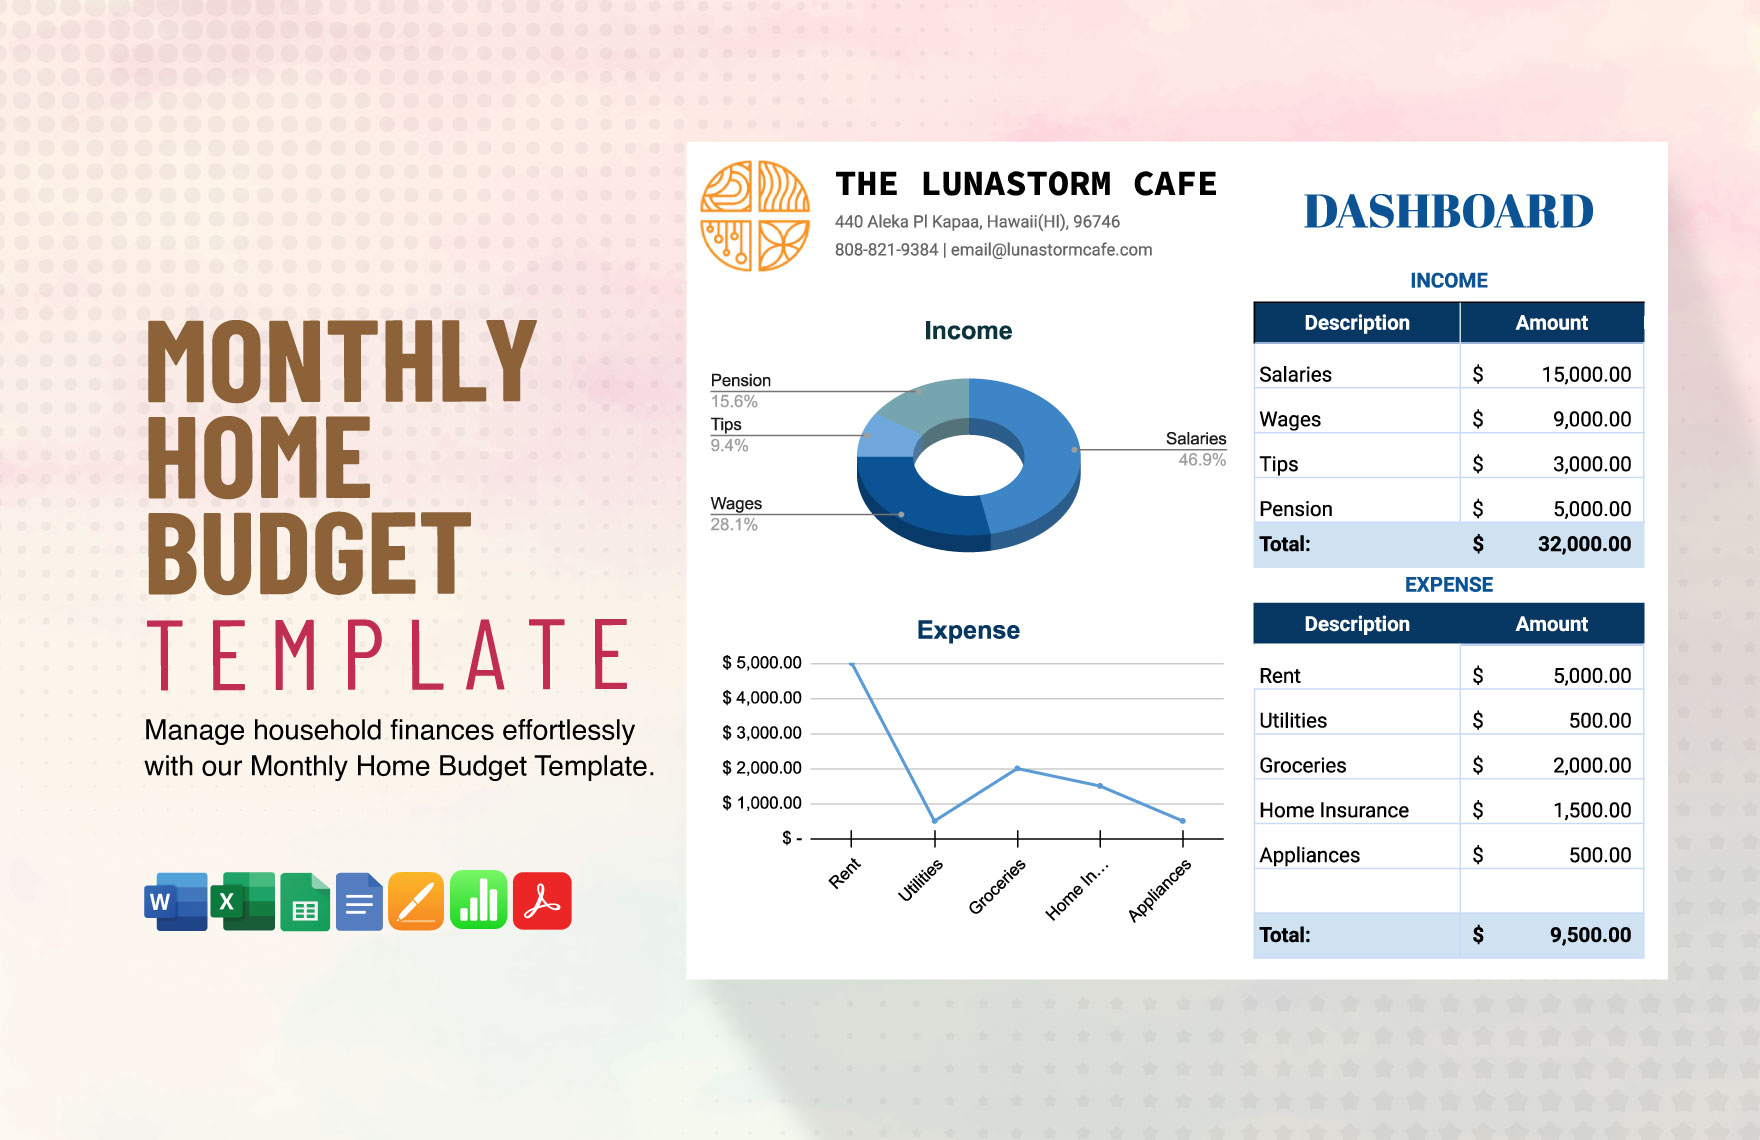 MONTHLY
HOME
BUDGET
TEMPLATE
Manage household finances effortlessly
with our Monthly Home Budget Template.
W
X
THE LUNASTORM CAFE
440 Aleka Pl Kapaa, Hawaii(HI), 96746
808-821-9384 | email@lunastormcafe.com
Income
Pension
15.6%
Tips
9.4%
Wages
28.1%
Salaries
46.9%
Expense
$ 5,000.00
$ 4,000.00
$ 3,000.00
$ 2,000.00
$ 1,000.00
$ -
Rent
Utilities
Groceries
Home In...
Appliances
DASHBOARD
INCOME
Description Amount
Salaries $ 15,000.00
Wages $ 9,000.00
Tips $ 3,000.00
Pension $ 5,000.00
Total: $ 32,000.00
EXPENSE
Description Amount
Rent $ 5,000.00
Utilities $ 500.00
Groceries $ 2,000.00
Home Insurance $ 1,500.00
Appliances $ 500.00
Total: $ 9,500.00